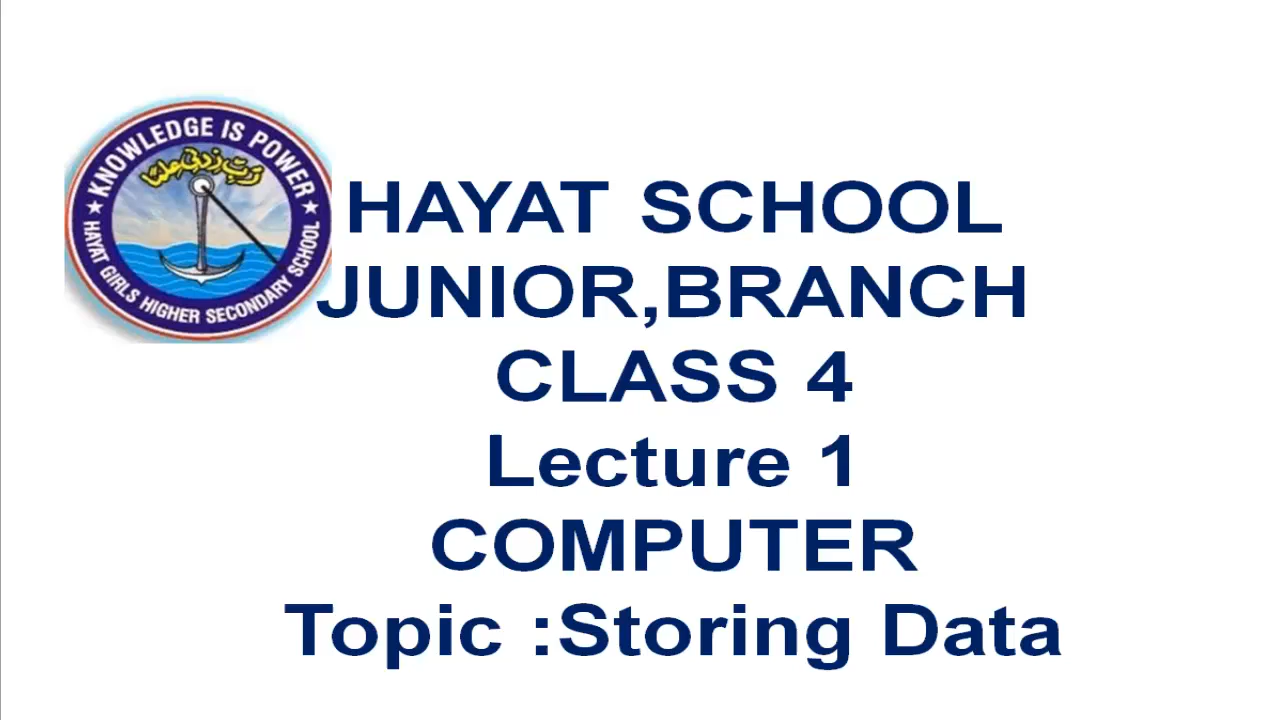 KNOWLEDGE IS POWER
رَبِّ زِدْنِي عِلْمًا
HAYAT GIRLS HIGHER SECONDARY SCHOOL
HAYAT SCHOOL
JUNIOR,BRANCH
CLASS 4
Lecture 1
COMPUTER
Topic :Storing Data